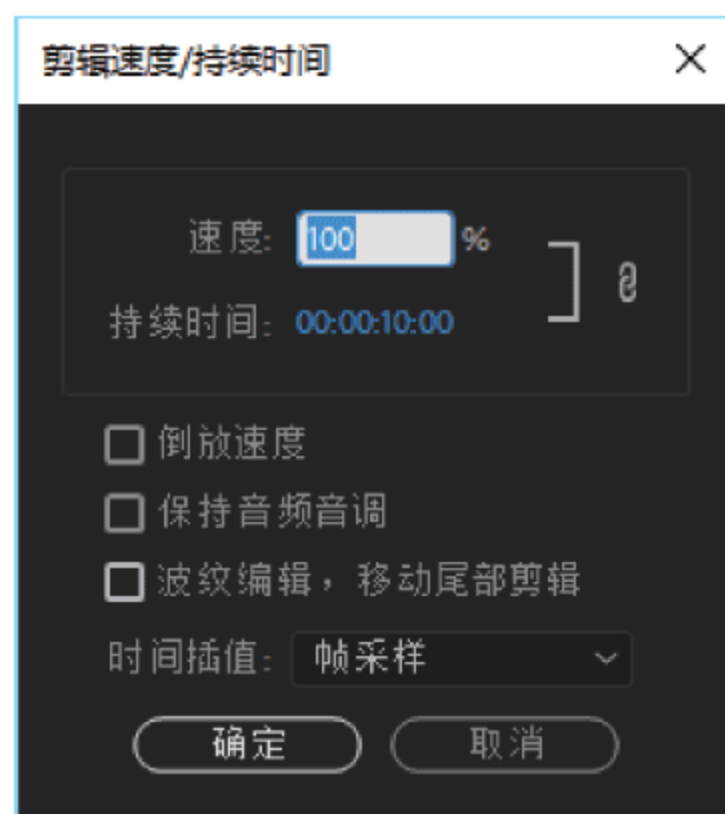 剪辑速度/持续时间
速度: 100 %
持续时间: 00:00:10:00
倒放速度
保持音频音调
波纹编辑，移动尾部剪辑
时间插值: 帧采样
确定 取消